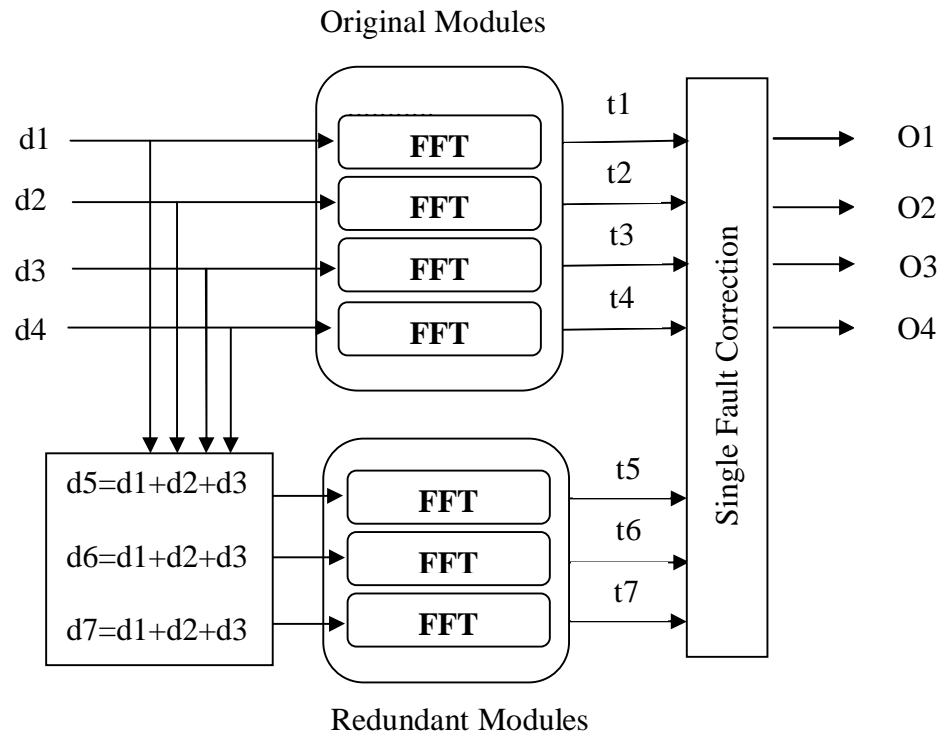 Original Modules
d1
d2
d3
d4
FFT
FFT
FFT
FFT
t1
t2
t3
t4
Single Fault Correction
O1
O2
O3
O4
d5=d1+d2+d3
d6=d1+d2+d3
d7=d1+d2+d3
FFT
FFT
FFT
t5
t6
t7
Redundant Modules